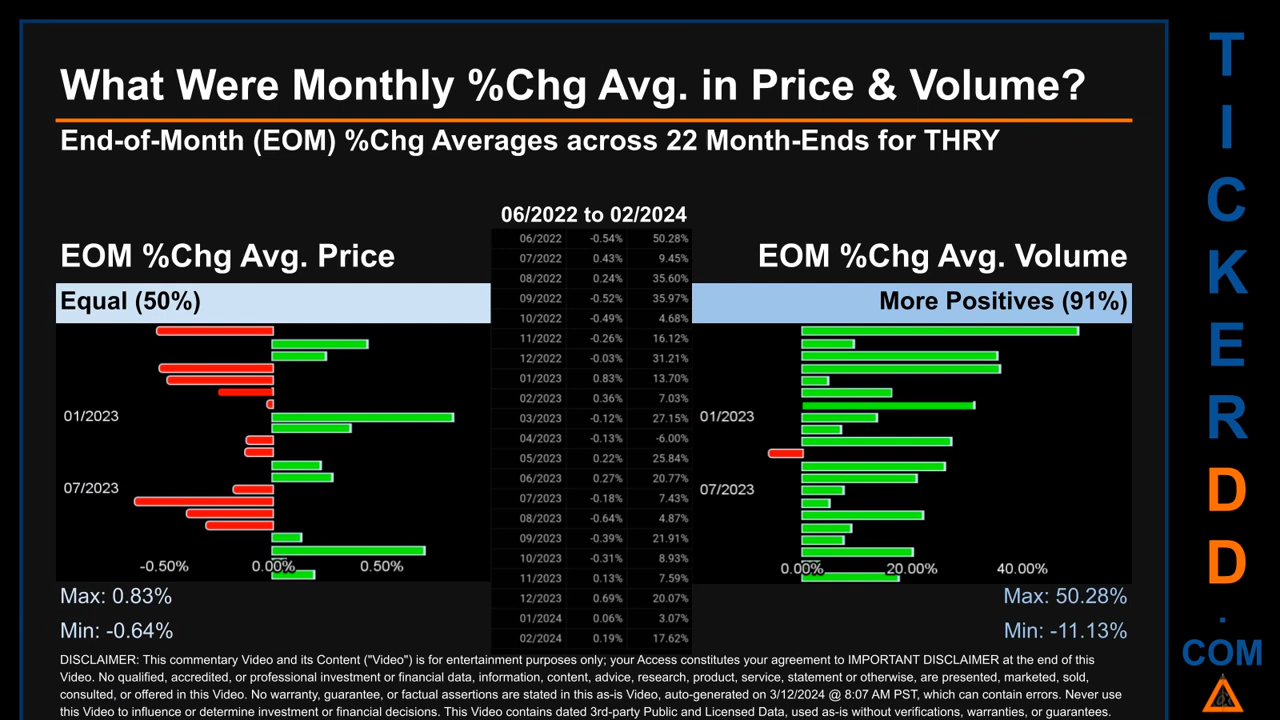 What Were Monthly %Chg Avg. in Price & Volume?
End-of-Month (EOM) %Chg Averages across 22 Month-Ends for THRY
06/2022 to 02/2024
EOM %Chg Avg. Price
EOM %Chg Avg. Volume
Equal (50%)
More Positives (91%)
06/2022 -0.54% 50.28%
07/2022 0.43% 9.45%
08/2022 0.24% 35.60%
09/2022 -0.52% 35.97%
10/2022 -0.49% 4.68%
11/2022 -0.26% 16.12%
12/2022 -0.03% 31.21%
01/2023 0.83% 13.70%
02/2023 0.36% 7.03%
03/2023 -0.12% 27.15%
04/2023 -0.13% -6.00%
05/2023 0.22% 25.84%
06/2023 0.27% 20.77%
07/2023 -0.18% 7.43%
08/2023 -0.64% 4.87%
09/2023 -0.39% 21.91%
10/2023 -0.31% 8.93%
11/2023 0.13% 7.59%
12/2023 0.69% 20.07%
01/2024 0.06% 3.07%
02/2024 0.19% 17.62%
01/2023
07/2023
-0.50% 0.00% 0.50%
01/2023
07/2023
0.00% 20.00% 40.00%
Max: 0.83%
Min: -0.64%
Max: 50.28%
Min: -11.13%
DISCLAIMER: This commentary Video and its Content ("Video") is for entertainment purposes only; your Access constitutes your agreement to IMPORTANT DISCLAIMER at the end of this
Video. No qualified, accredited, or professional investment or financial data, information, content, advice, research, product, service, statement or otherwise, are presented, marketed, sold,
consulted, or offered in this Video. No warranty, guarantee, or factual assertions are stated in this as-is Video, auto-generated on 3/12/2024 @ 8:07 AM PST, which can contain errors. Never use
this Video to influence or determine investment or financial decisions. This Video contains dated 3rd-party Public and Licensed Data, used as-is without verifications, warranties, or guarantees.
T
I
C
K
E
R
D
D
.
COM